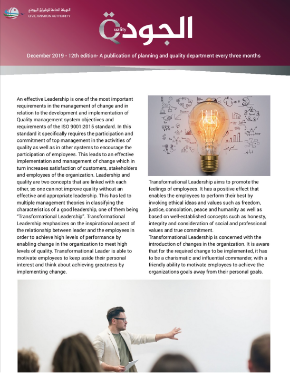 الجودة
December 2019 - 12th edition- A publication of planning and quality department every three months
An effective Leadership is one of the most important
requirements in the management of change and in
relation to the development and implementation of
Quality management system objectives and
requirements of the ISO 9001:2015 standard. In this
standard it specifically requires the participation and
commitment of top management in the activities of
quality as well as in other systems to encourage the
participation of employees. This leads to an effective
implementation and management of change which in
turn increases satisfaction of customers, stakeholders
and employees of the organization. Leadership and
quality are two concepts that are linked with each
other, as one can not improve quality without an
effective and appropriate leadership. This has led to
multiple management theories in classifying the
characteristics of a good leadership, one of them being
"Transformational Leadership". Transformational
Leadership emphasizes on the inspirational aspect of
the relationship between leader and the employees in
order to achieve high levels of performance by
enabling change in the organization to meet high
levels of quality. Transformational Leader is able to
motivate employees to keep aside their personal
interest and think about achieving greatness by
implementing change.
Transformational Leadership aims to promote the
feelings of employees. It has a positive effect that
enables the employees to perform their best by
invoking ethical ideas and values such as freedom,
justice, consolation, peace and humanity as well as
based on well-established concepts such as honesty,
integrity and consideration of social and professional
values and true commitment.
Transformational Leadership is concerned with the
introduction of changes in the organization. It is aware
that for the required change to be implemented, it has
to be a charismatic and influential commander, with a
friendly ability to motivate employees to achieve the
organizations goals away from their personal goals.